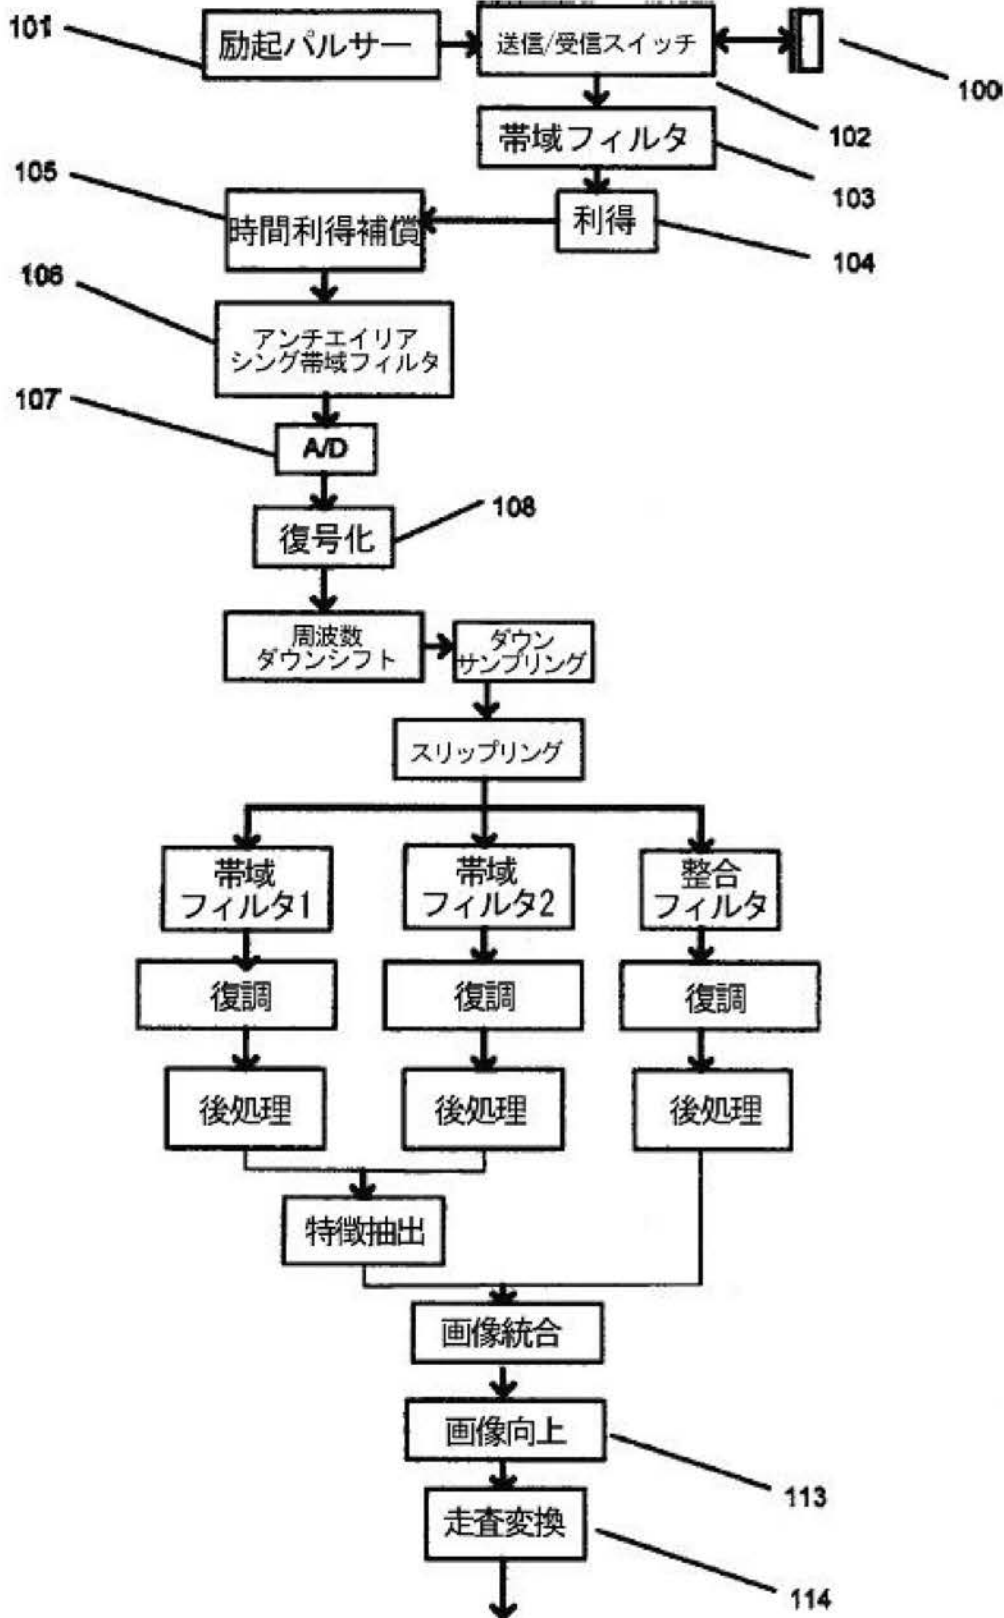 101
励起パルサー
送信/受信スイッチ
100
102
帯域フィルタ
103
105
時間利得補償
利得
104
106
アンチエイリア
シング帯域フィルタ
107
A/D
108
復号化
周波数
ダウンシフト
ダウン
サンプリング
スリップリング
帯域
フィルタ1
帯域
フィルタ2
整合
フィルタ
復調
復調
復調
後処理
後処理
後処理
特徴抽出
画像統合
画像向上
113
走査変換
114